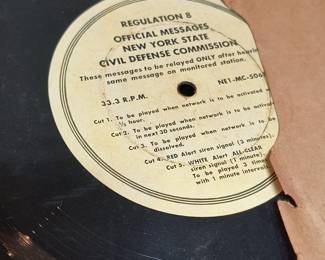 REGULATION 8
OFFICIAL MESSAGES
NEW YORK STATE
CIVIL DEFENSE COMMISSION
These messages to be relayed ONLY after hearing
same message on monitored station.
33.3 R.P.M.
NE1-MC-506
Cut 1. To be played when network is to be activated
½ hour.
Cut 2. To be played when network is to be activated
in next 30 seconds.
Cut 3. To be played when network is to be
dissolved.
Cut 4. RED Alert siren signal (3 minutes).
Cut 5. WHITE Alert ALL-CLEAR
siren signal (1 minute).
To be played 3 times
with 1 minute interval